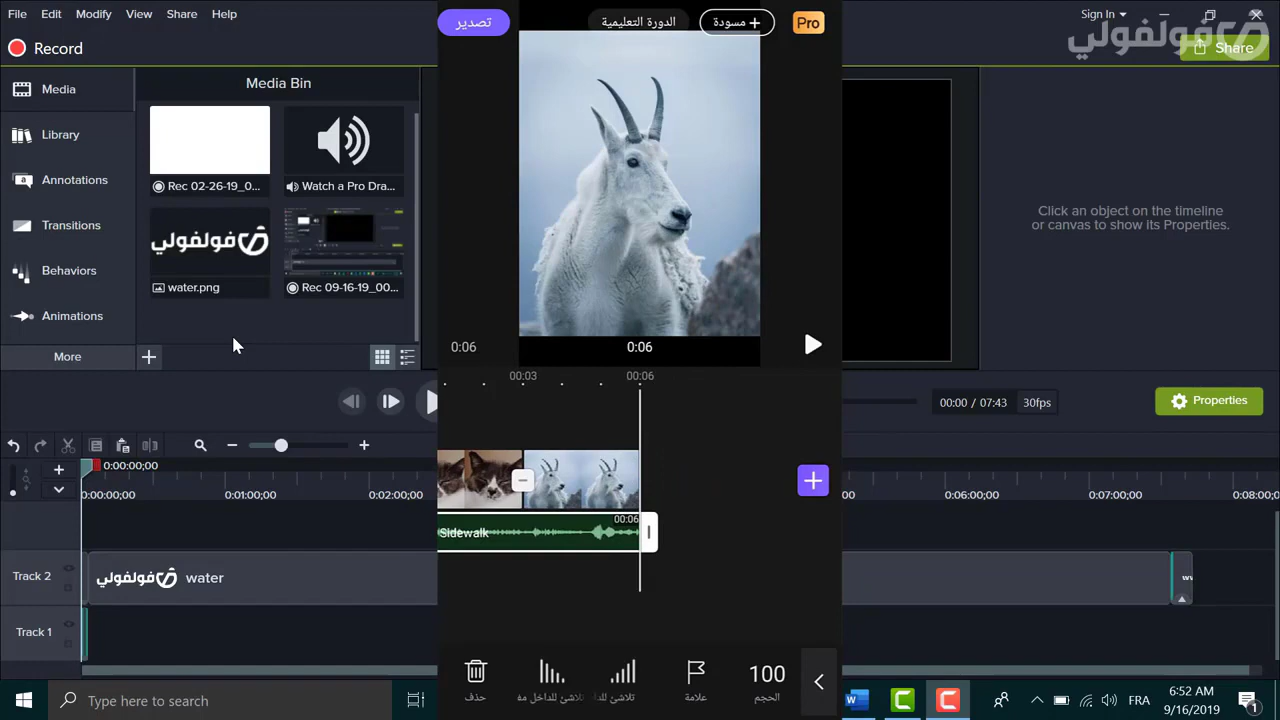 File Edit Modify View Share Help
Sign In
Record
Share
فولفولي
Media
Library
Annotations
Transitions
Behaviors
Animations
More
Media Bin
Rec 02-26-19_0...
Watch a Pro Dra...
فولفولي
water.png
Rec 09-16-19_00...
تصدير
الدورة التعليمية
مسودة +
Pro
0:06
0:06
00:03
00:06
00:06
Sidewalk
حذف
علامة
100
الحجم
Click an object on the timeline
or canvas to show its Properties.
00:00 / 07:43
30fps
Properties
0:00:00;00
0:00:00;00
0:01:00;00
0:02:00;00
0:06:00;00
0:07:00;00
0:08:00;0
Track 2
فولفولي
water
Track 1
Type here to search
FRA
6:52 AM
9/16/2019
1